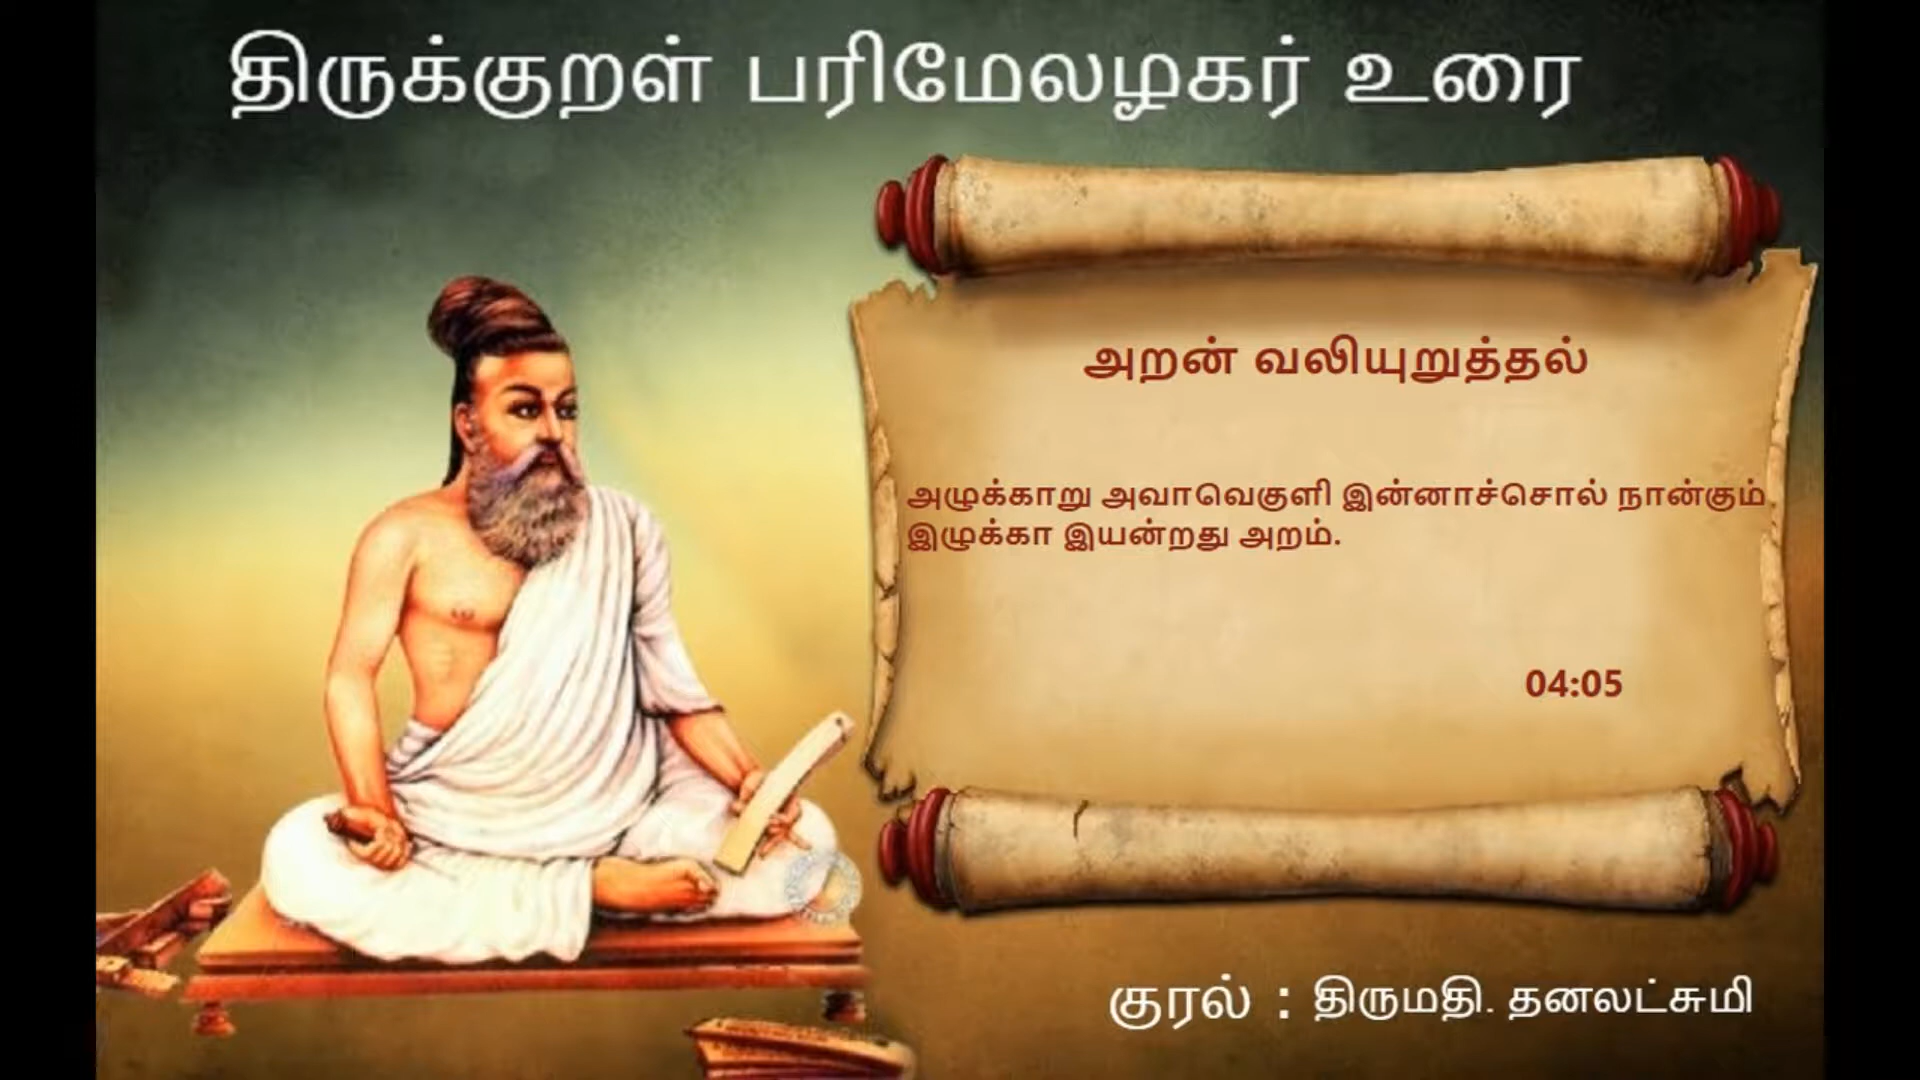 திருக்குறள் பரிமேலழகர் உரை
அறன் வலியுறுத்தல்
அழுக்காறு அவாவெகுளி இன்னாச்சொல் நான்கும்
இழுக்கா இயன்றது அறம்.
04:05
குரல் : திருமதி. தனலட்சுமி